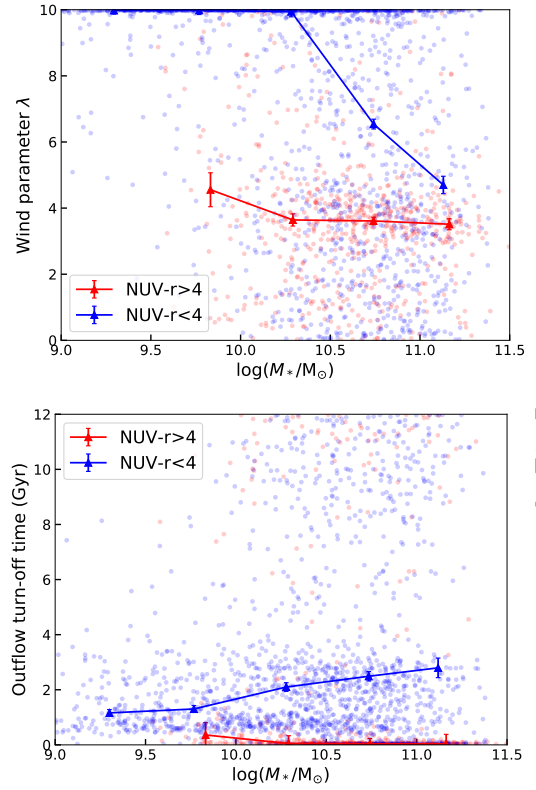 10
8
6
4
2
0
Wind parameter λ
NUV-r>4
NUV-r<4
9.0 9.5 10.0 10.5 11.0 11.5
log(M*/M⊙)
12
10
8
6
4
2
0
Outflow turn-off time (Gyr)
NUV-r>4
NUV-r<4
9.0 9.5 10.0 10.5 11.0 11.5
log(M*/M⊙)